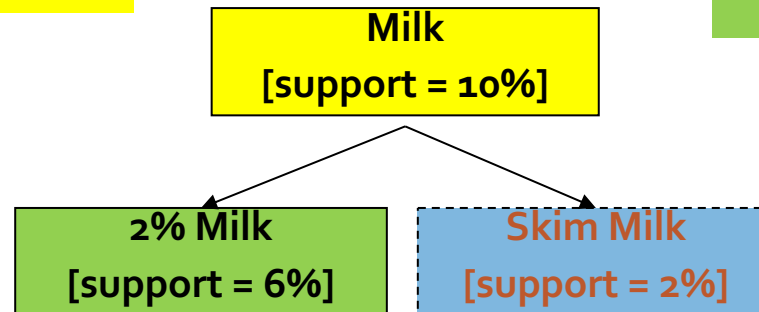 Milk
[support = 10%]
2% Milk
[support = 6%]
Skim Milk
[support = 2%]